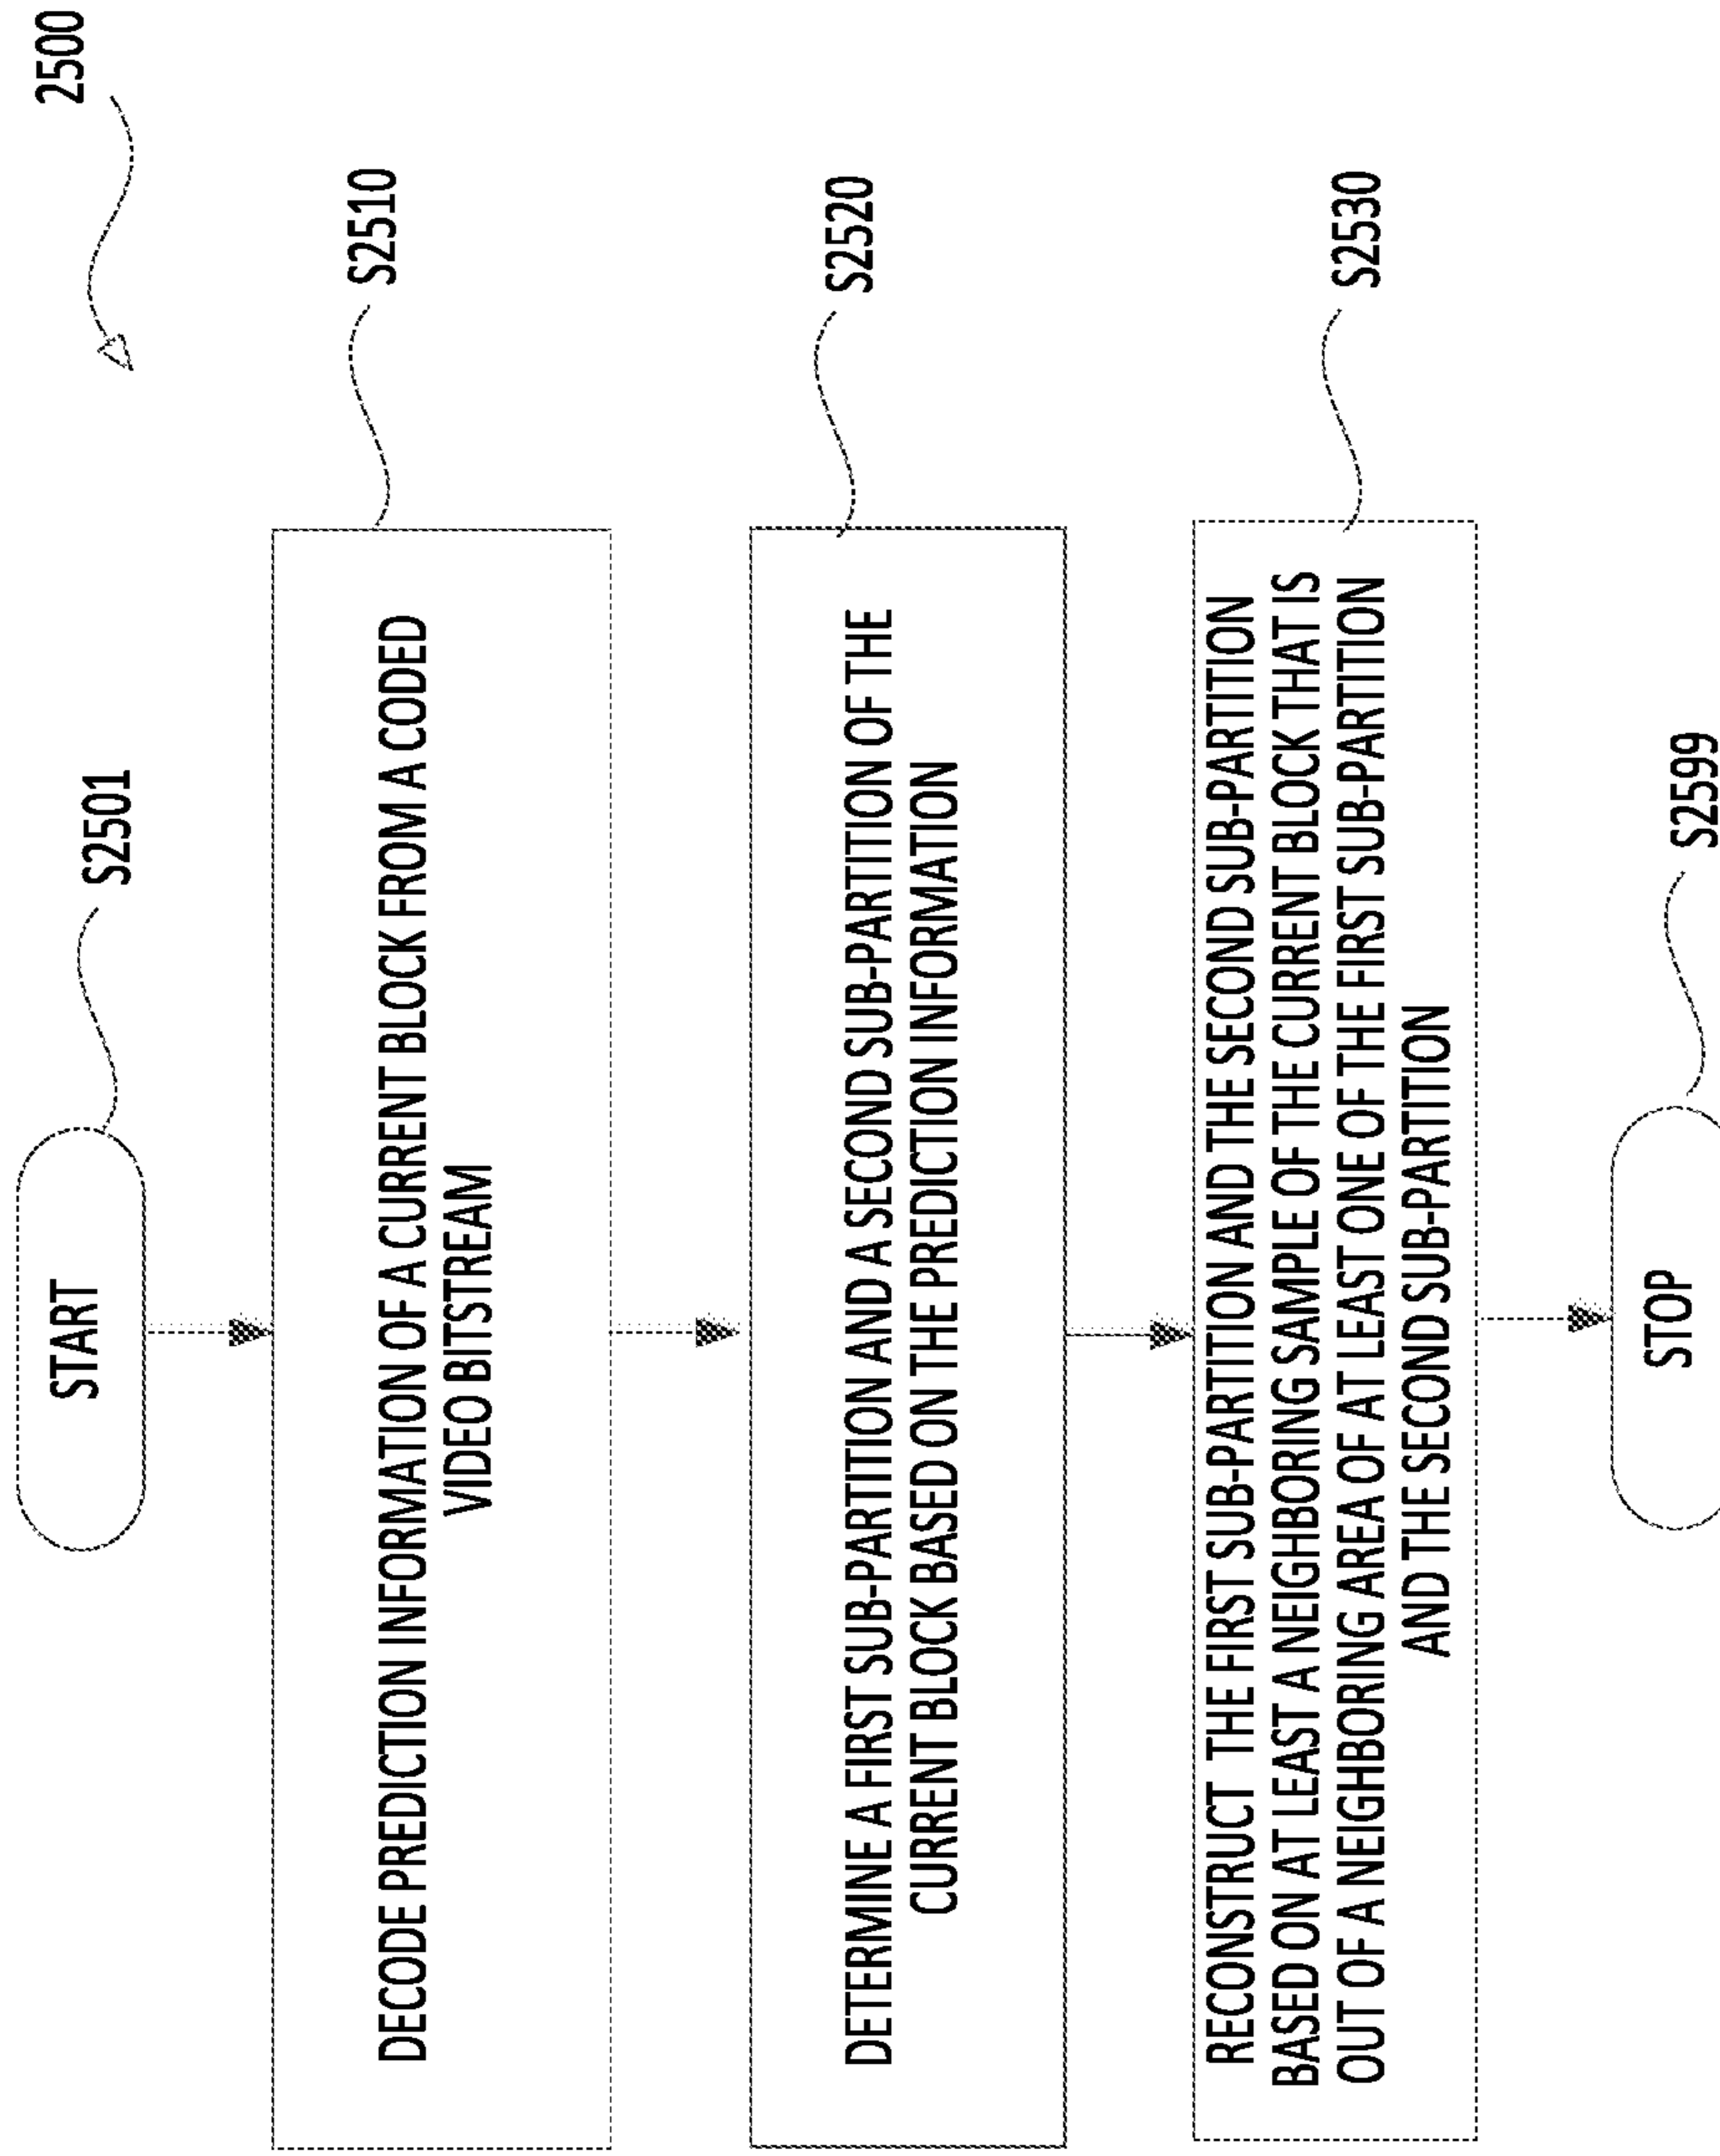 2500
START
S2501
DECODE PREDICTION INFORMATION OF A CURRENT BLOCK FROM A CODED
VIDEO BITSTREAM
S2510
DETERMINE A FIRST SUB-PARTITION AND A SECOND SUB-PARTITION OF THE
CURRENT BLOCK BASED ON THE PREDICTION INFORMATION
S2520
RECONSTRUCT THE FIRST SUB-PARTITION AND THE SECOND SUB-PARTITION
BASED ON AT LEAST A NEIGHBORING SAMPLE OF THE CURRENT BLOCK THAT IS
OUT OF A NEIGHBORING AREA OF AT LEAST ONE OF THE FIRST SUB-PARTITION
AND THE SECOND SUB-PARTITION
S2530
STOP
S2599